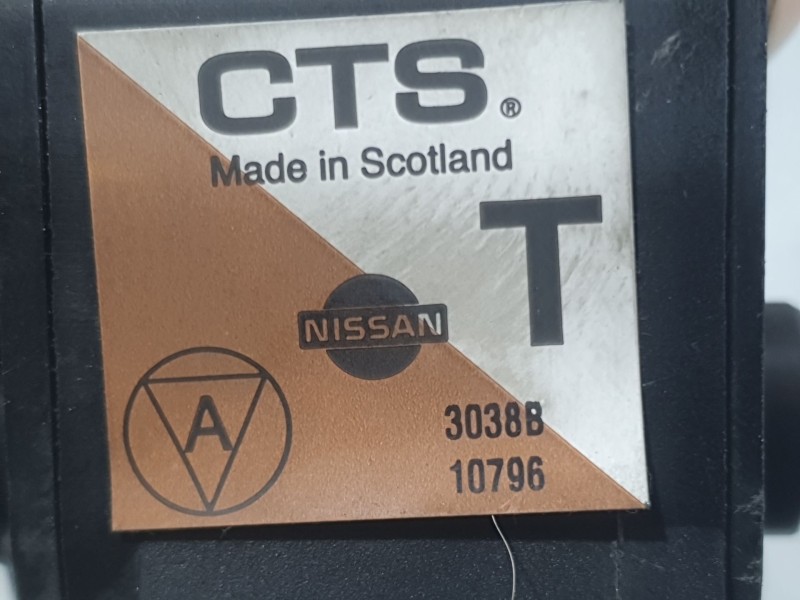 CTS®
Made in Scotland
T
NISSAN
A
3038B
10796